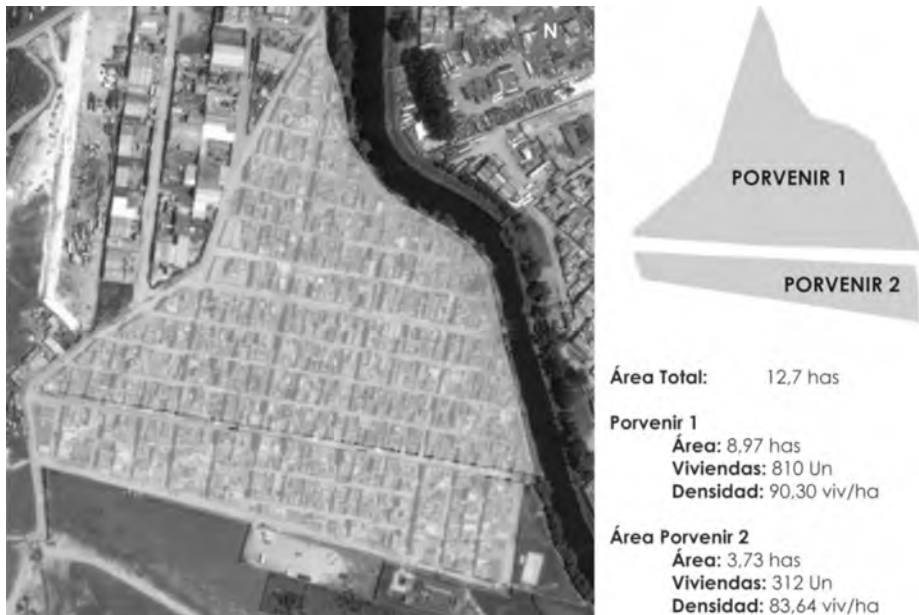 N
PORVENIR 1
PORVENIR 2
Área Total: 12,7 has
Porvenir 1
Área: 8,97 has
Viviendas: 810 Un
Densidad: 90,30 viv/ha
Área Porvenir 2
Área: 3,73 has
Viviendas: 312 Un
Densidad: 83,64 viv/ha